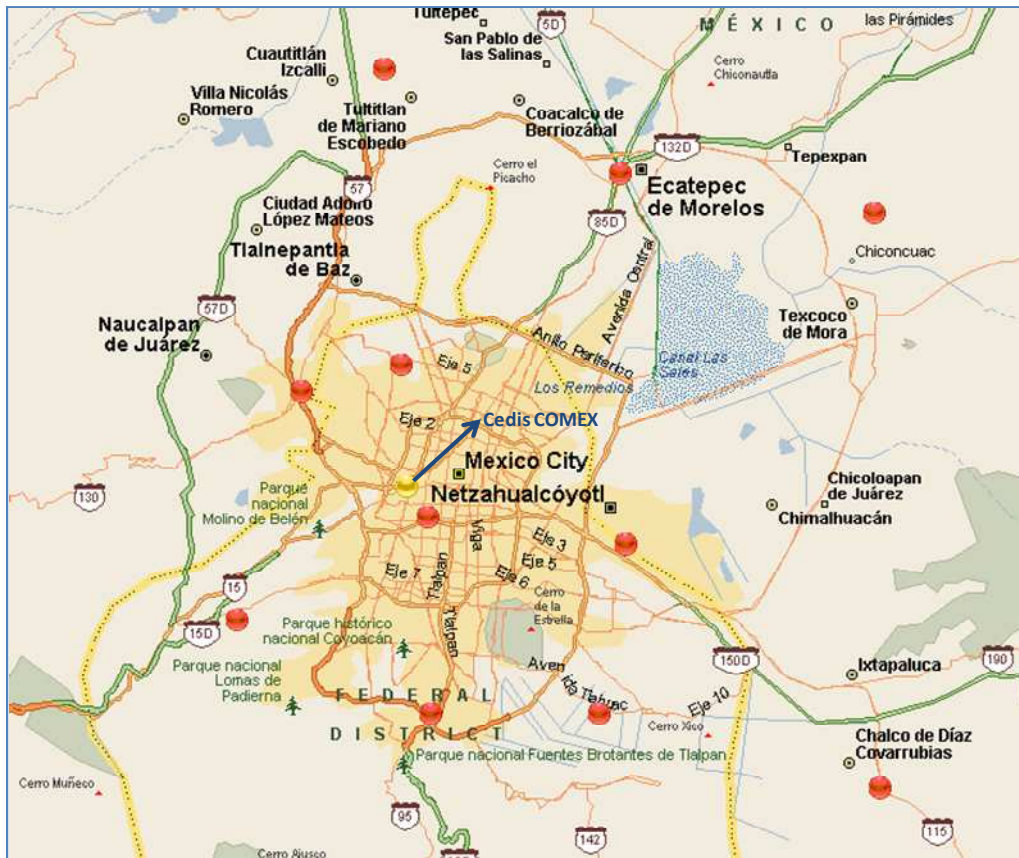 Tultepec
5D
MÉXICO
las Pirámides
San Pablo de
las Salinas
Cuautitlán
Izcalli
Cerro
Chiconautla
Villa Nicolás
Romero
Tultitlan
de Mariano
Escobedo
Coacalco de
Berriozábal
132D
Tepexpan
Cerro el
Picacho
57
Ecatepec
de Morelos
Ciudad Adolfo
López Mateos
85D
Tlalnepantla
de Baz
Avenida Central
Chiconcuac
57D
Texcoco
de Mora
Naucalpan
de Juárez
Anillo Periferico
Canal Las
Sales
Eje 5
Los Remedios
Eje 2
Cedis COMEX
Mexico City
130
Parque
nacional
Molino de Belén
Netzahualcóyotl
Chicoloapan
de Juárez
Chimalhuacán
Viga
Eje 3
Eje 5
Eje 6
Eje 7
Tlalpan
15
Cerro
de la
Estrella
15D
Parque histórico
nacional Coyoacán
Tlalpan
150D
190
Ixtapaluca
Parque nacional
Lomas de
Padierna
Avenida Tlahuac
Eje 10
FEDERAL
DISTRICT
Cerro Xico
Chalco de Díaz
Covarrubias
Parque nacional Fuentes Brotantes de Tlalpan
Cerro Muñeco
95
142
115
Cerro Ajusco